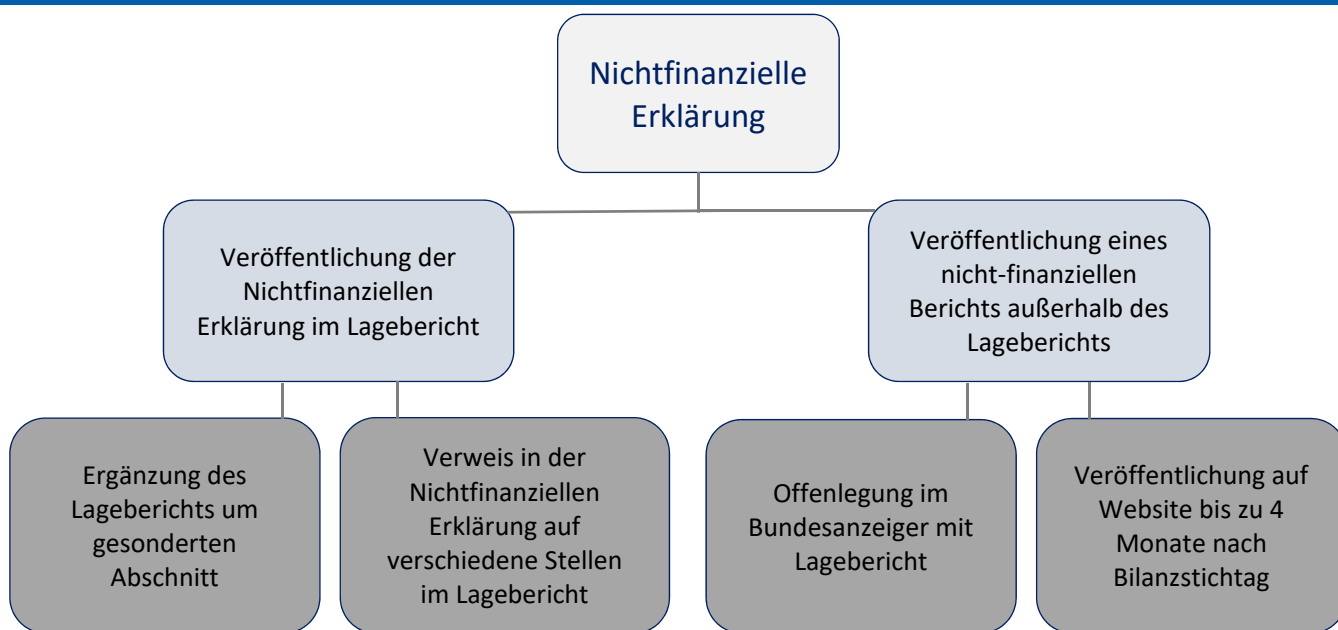 Nichtfinanzielle
Erklärung
Veröffentlichung der
Nichtfinanziellen
Erklärung im Lagebericht
Veröffentlichung eines
nicht-finanziellen
Berichts außerhalb des
Lageberichts
Ergänzung des
Lageberichts um
gesonderten
Abschnitt
Verweis in der
Nichtfinanziellen
Erklärung auf
verschiedene Stellen
im Lagebericht
Offenlegung im
Bundesanzeiger mit
Lagebericht
Veröffentlichung auf
Website bis zu 4
Monate nach
Bilanzstichtag